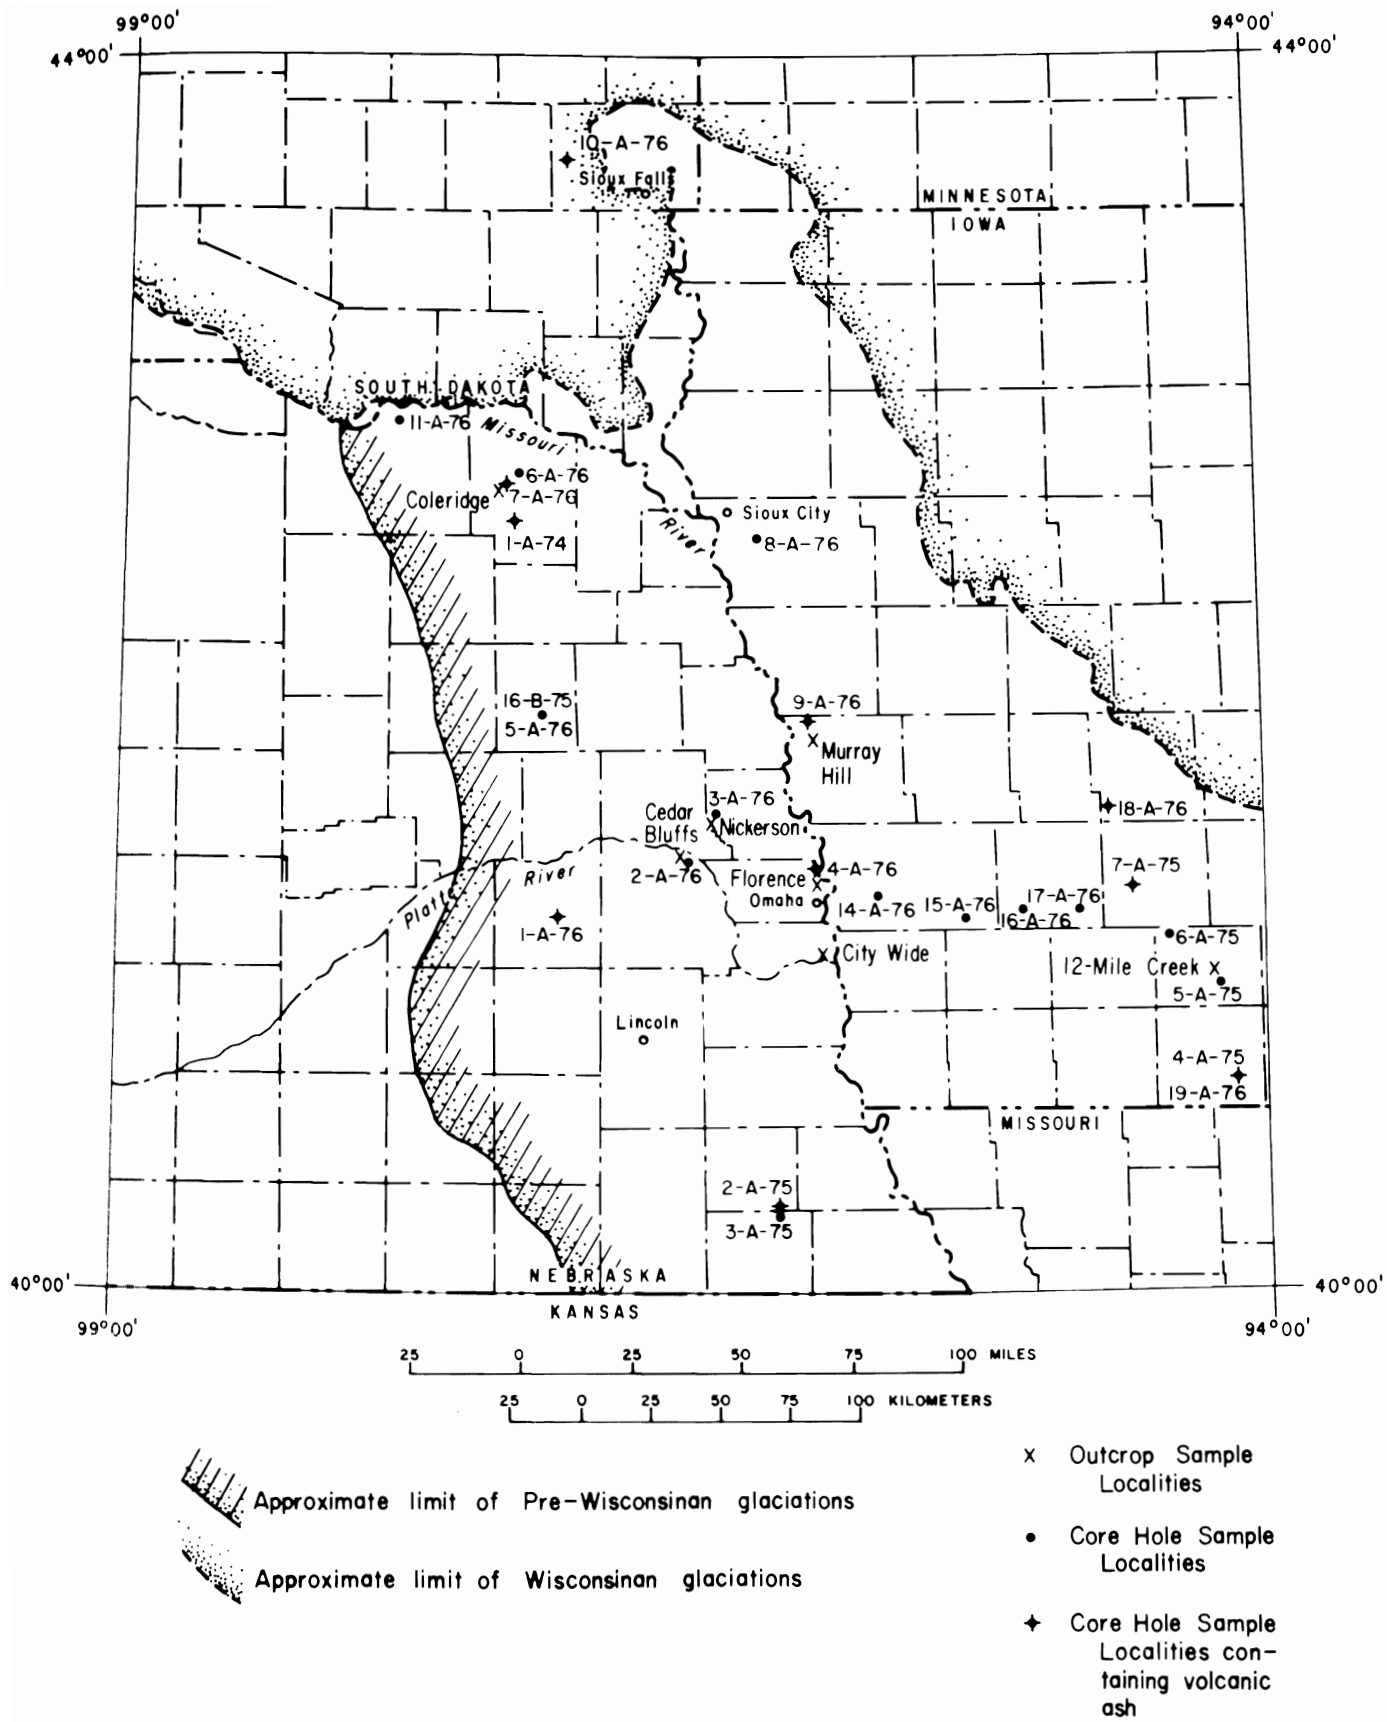 99°00'
94°00'
44°00'
44°00'
10-A-76
Sioux Falls
MINNESOTA
IOWA
SOUTH DAKOTA
11-A-76
Missouri
6-A-76
Coleridge
7-A-76
1-A-74
River
Sioux City
8-A-76
16-B-75
5-A-76
9-A-76
Murray
Hill
3-A-76
Cedar
Bluffs
Nickerson
18-A-76
2-A-76
River
Platte
Florence
4-A-76
Omaha
7-A-75
14-A-76
15-A-76
17-A-76
16-A-76
1-A-76
6-A-75
City Wide
12-Mile Creek
5-A-75
Lincoln
4-A-75
19-A-76
MISSOURI
2-A-75
3-A-75
NEBRASKA
KANSAS
40°00'
40°00'
99°00'
94°00'
25 0 25 50 75 100 MILES
25 0 25 50 75 100 KILOMETERS
Approximate limit of Pre-Wisconsinan glaciations
Approximate limit of Wisconsinan glaciations
x Outcrop Sample
Localities
Core Hole Sample
Localities
Core Hole Sample
Localities con-
taining volcanic
ash